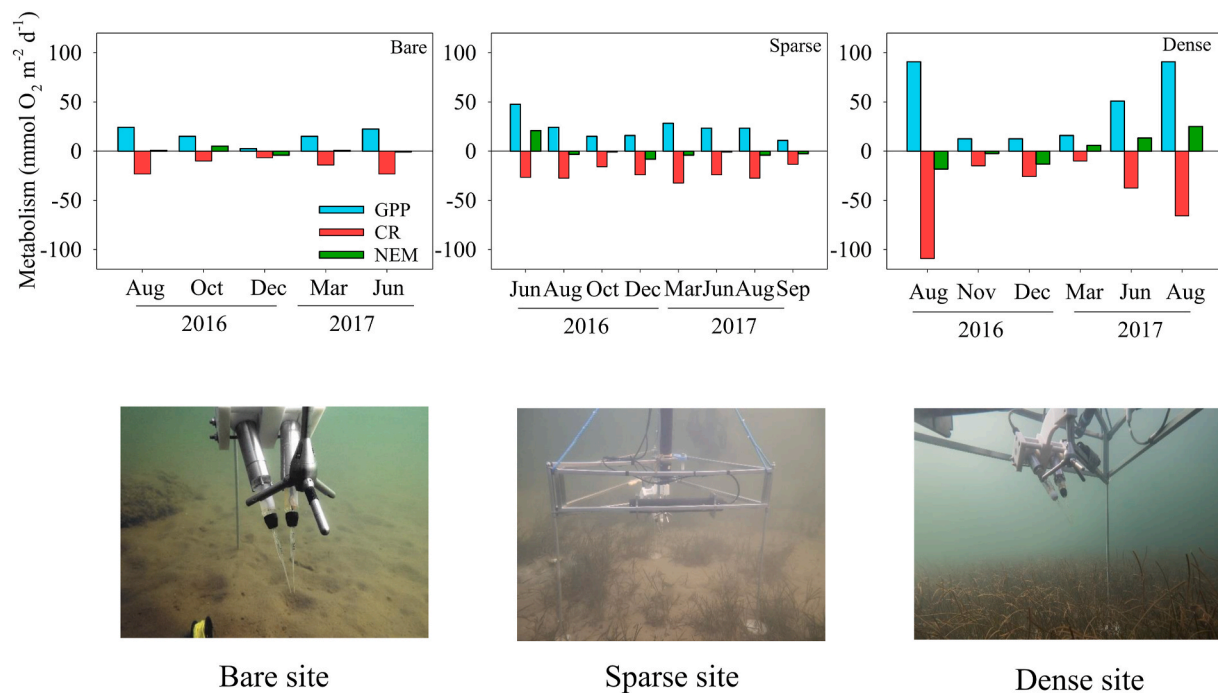 Metabolism (mmol O₂ m⁻² d⁻¹)
100
50
0
-50
-100
Bare
GPP
CR
NEM
Aug Oct Dec Mar Jun
2016 2017
100
50
0
-50
-100
Sparse
Jun Aug Oct Dec Mar Jun Aug Sep
2016 2017
100
50
0
-50
-100
Dense
Aug Nov Dec Mar Jun Aug
2016 2017
Bare site
Sparse site
Dense site